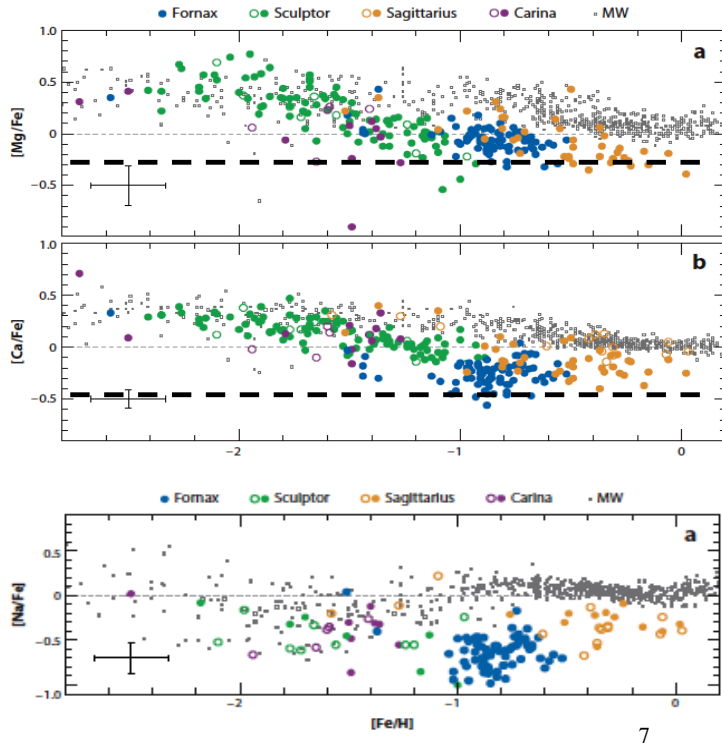 Fornax Sculptor Sagittarius Carina MW
1.0
a
0.5
[Mg/Fe]
0
−0.5
b
0.5
[Ca/Fe]
0
−0.5
−2 −1 0
Fornax Sculptor Sagittarius Carina MW
a
0.5
[Na/Fe]
0
−0.5
−1.0
−2 −1 0
[Fe/H]
7